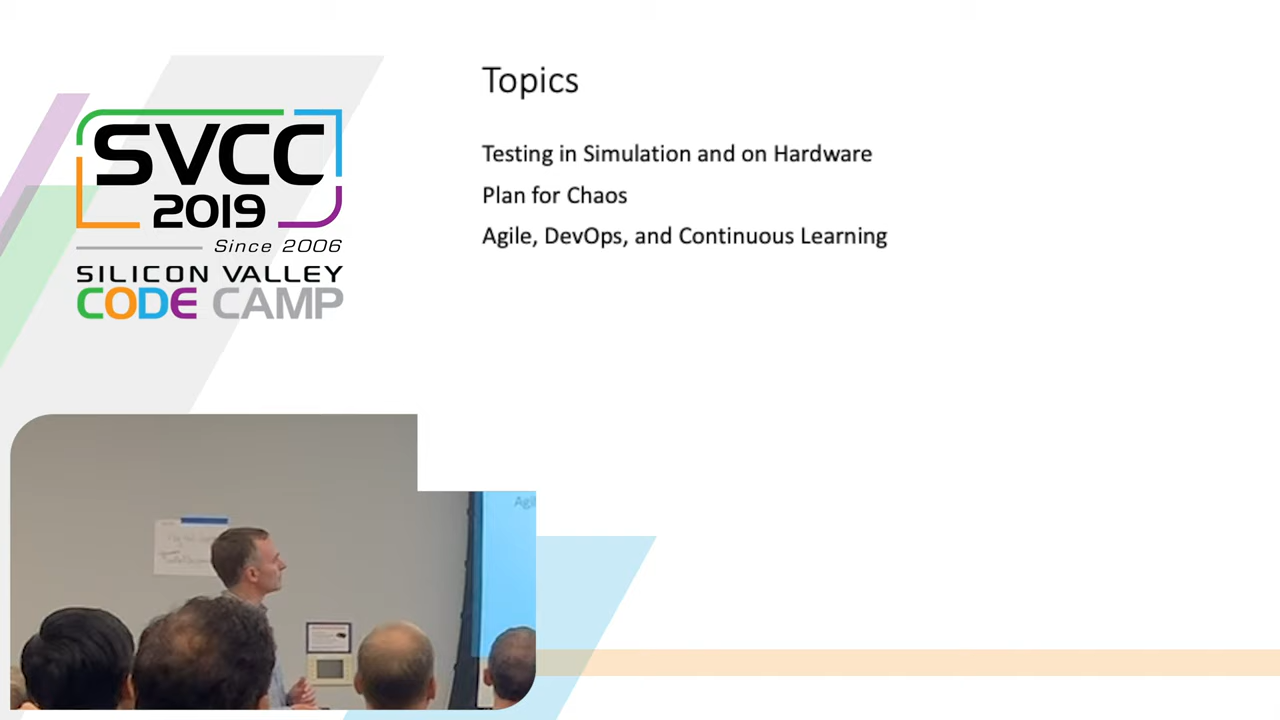 SVCC
2019
Since 2006
SILICON VALLEY
CODE CAMP
Topics
Testing in Simulation and on Hardware
Plan for Chaos
Agile, DevOps, and Continuous Learning